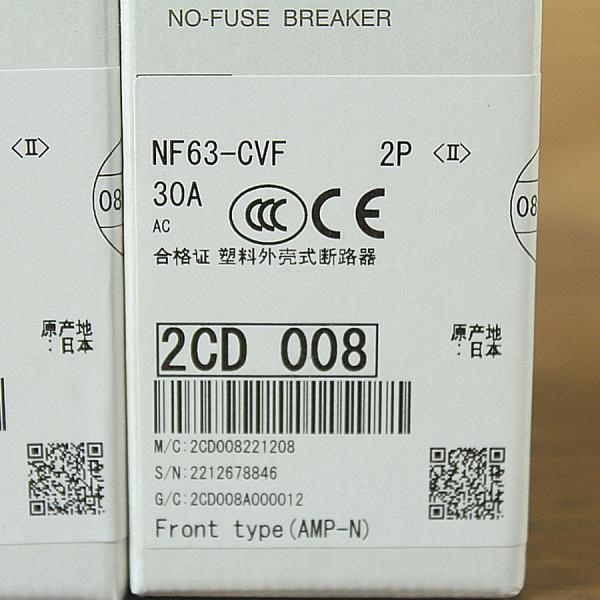 NO-FUSE BREAKER
〈Ⅱ〉
08
原产地
:日本
NF63-CVF 2P 〈Ⅱ〉
30A
AC
CCC CE
08
合格证 塑料外壳式断路器
2CD 008
原产地
:日本
M/C:2CD008221208
S/N:2212678846
G/C:2CD008A000012
Front type(AMP-N)